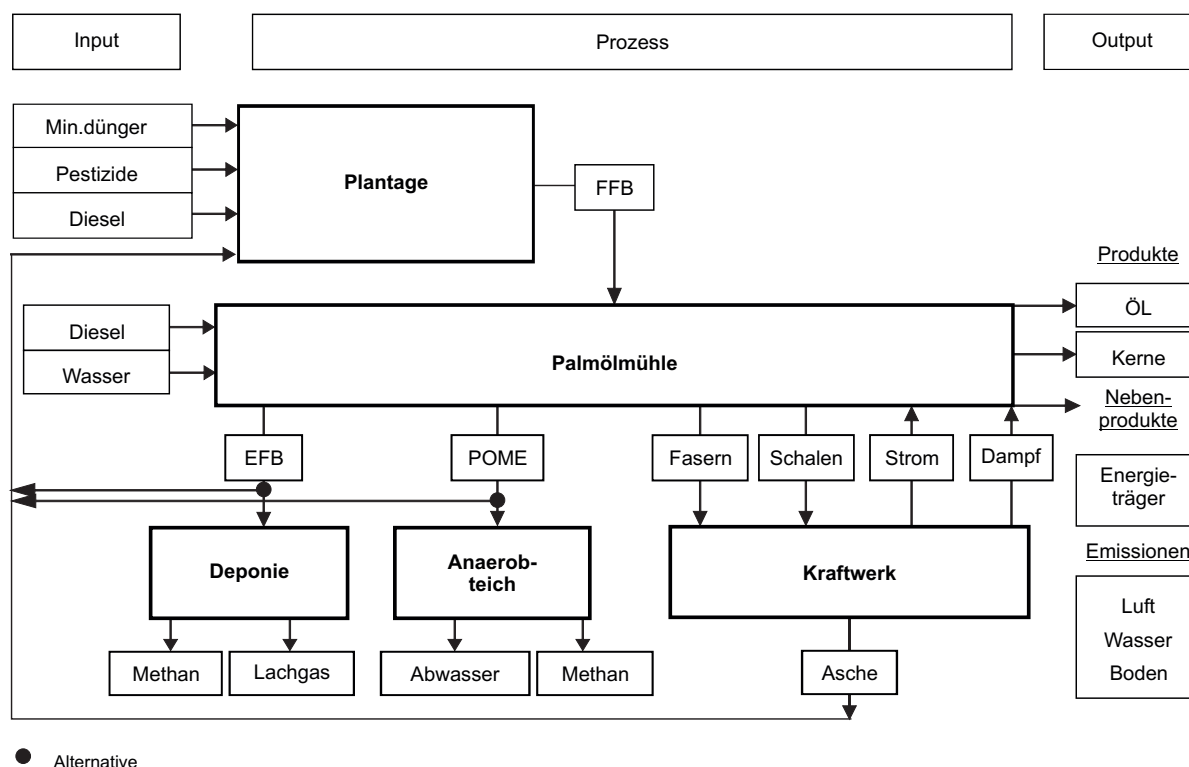 Input
Prozess
Output
Min.dünger
Pestizide
Diesel
Plantage
FFB
Produkte
ÖL
Kerne
Diesel
Wasser
Palmölmühle
Neben-
produkte
EFB
POME
Fasern
Schalen
Strom
Dampf
Energie-
träger
Deponie
Anaerob-
teich
Kraftwerk
Emissionen
Luft
Wasser
Boden
Methan
Lachgas
Abwasser
Methan
Asche
Alternative